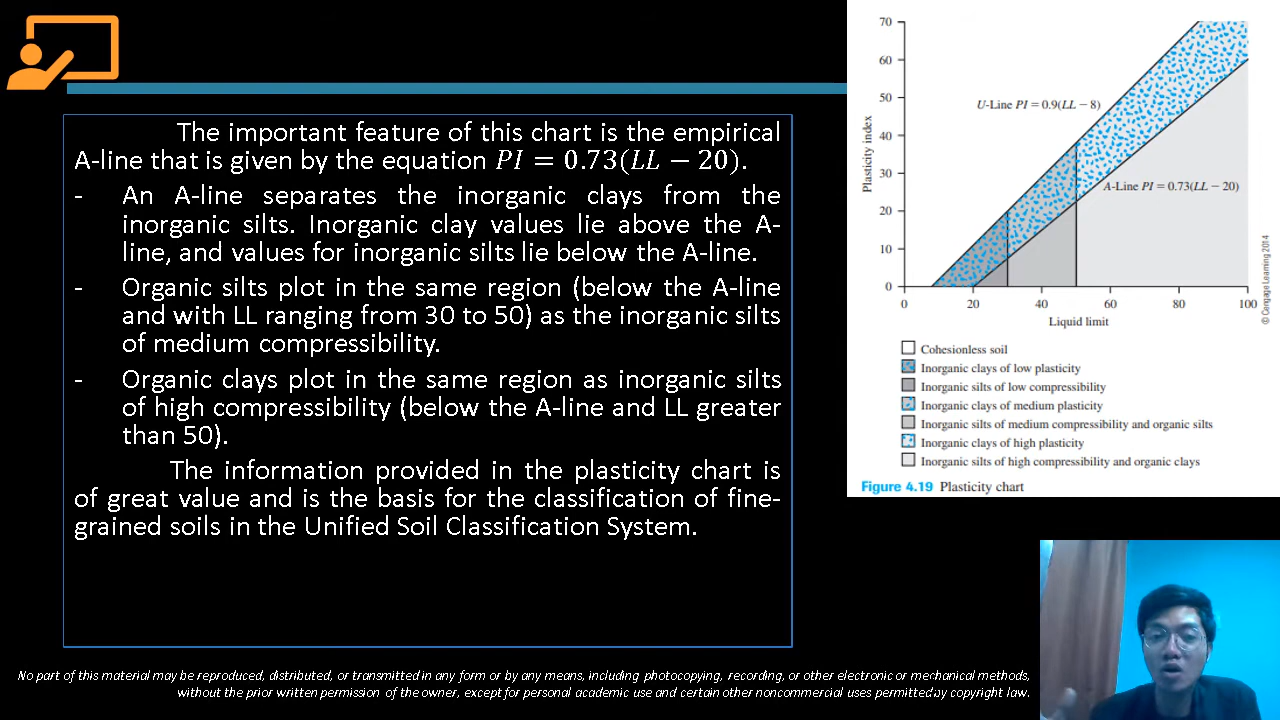 The important feature of this chart is the empirical
A-line that is given by the equation PI = 0.73(LL − 20).
- An A-line separates the inorganic clays from the
inorganic silts. Inorganic clay values lie above the A-
line, and values for inorganic silts lie below the A-line.
- Organic silts plot in the same region (below the A-line
and with LL ranging from 30 to 50) as the inorganic silts
of medium compressibility.
- Organic clays plot in the same region as inorganic silts
of high compressibility (below the A-line and LL greater
than 50).
The information provided in the plasticity chart is
of great value and is the basis for the classification of fine-
grained soils in the Unified Soil Classification System.
70
60
50
40
30
20
10
0
Plasticity index
U-Line PI = 0.9(LL − 8)
A-Line PI = 0.73(LL − 20)
0 20 40 60 80 100
Liquid limit
© Cengage Learning 2014
Cohesionless soil
Inorganic clays of low plasticity
Inorganic silts of low compressibility
Inorganic clays of medium plasticity
Inorganic silts of medium compressibility and organic silts
Inorganic clays of high plasticity
Inorganic silts of high compressibility and organic clays
Figure 4.19 Plasticity chart
No part of this material may be reproduced, distributed, or transmitted in any form or by any means, including photocopying, recording, or other electronic or mechanical methods,
without the prior written permission of the owner, except for personal academic use and certain other noncommercial uses permitted by copyright law.